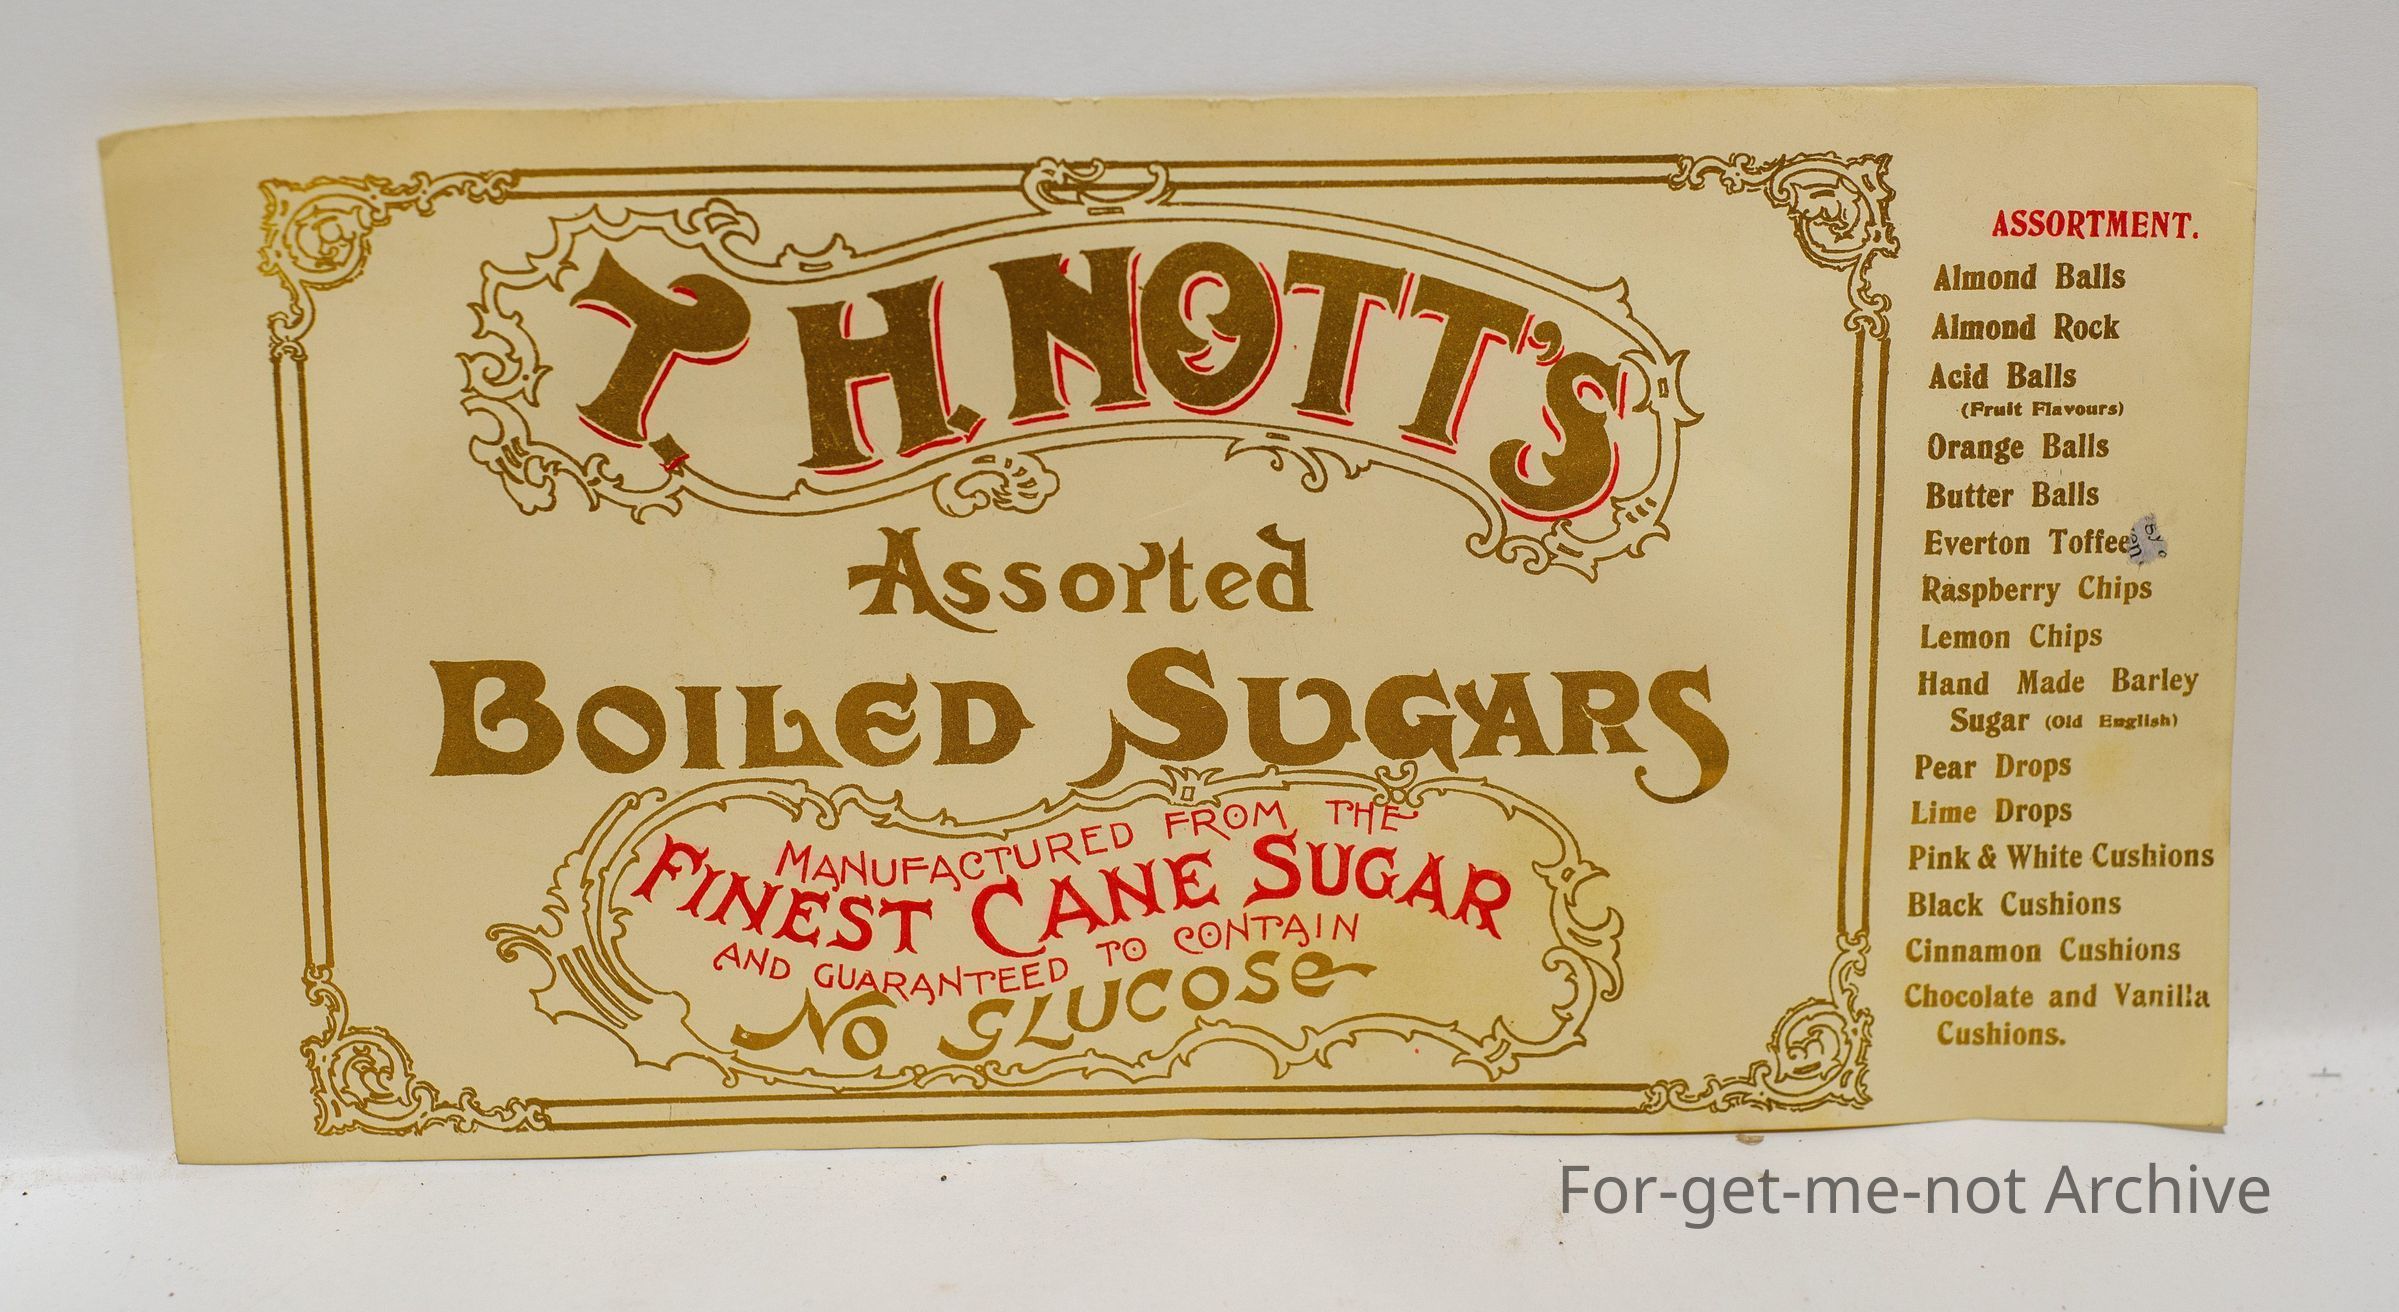 T. H. NOTT'S
Assorted
BOILED SUGARS
MANUFACTURED FROM THE
FINEST CANE SUGAR
AND GUARANTEED TO CONTAIN
NO GLUCOSE
ASSORTMENT.
Almond Balls
Almond Rock
Acid Balls
(Fruit Flavours)
Orange Balls
Butter Balls
Everton Toffee
Raspberry Chips
Lemon Chips
Hand Made Barley
Sugar (Old English)
Pear Drops
Lime Drops
Pink & White Cushions
Black Cushions
Cinnamon Cushions
Chocolate and Vanilla
Cushions.
For-get-me-not Archive